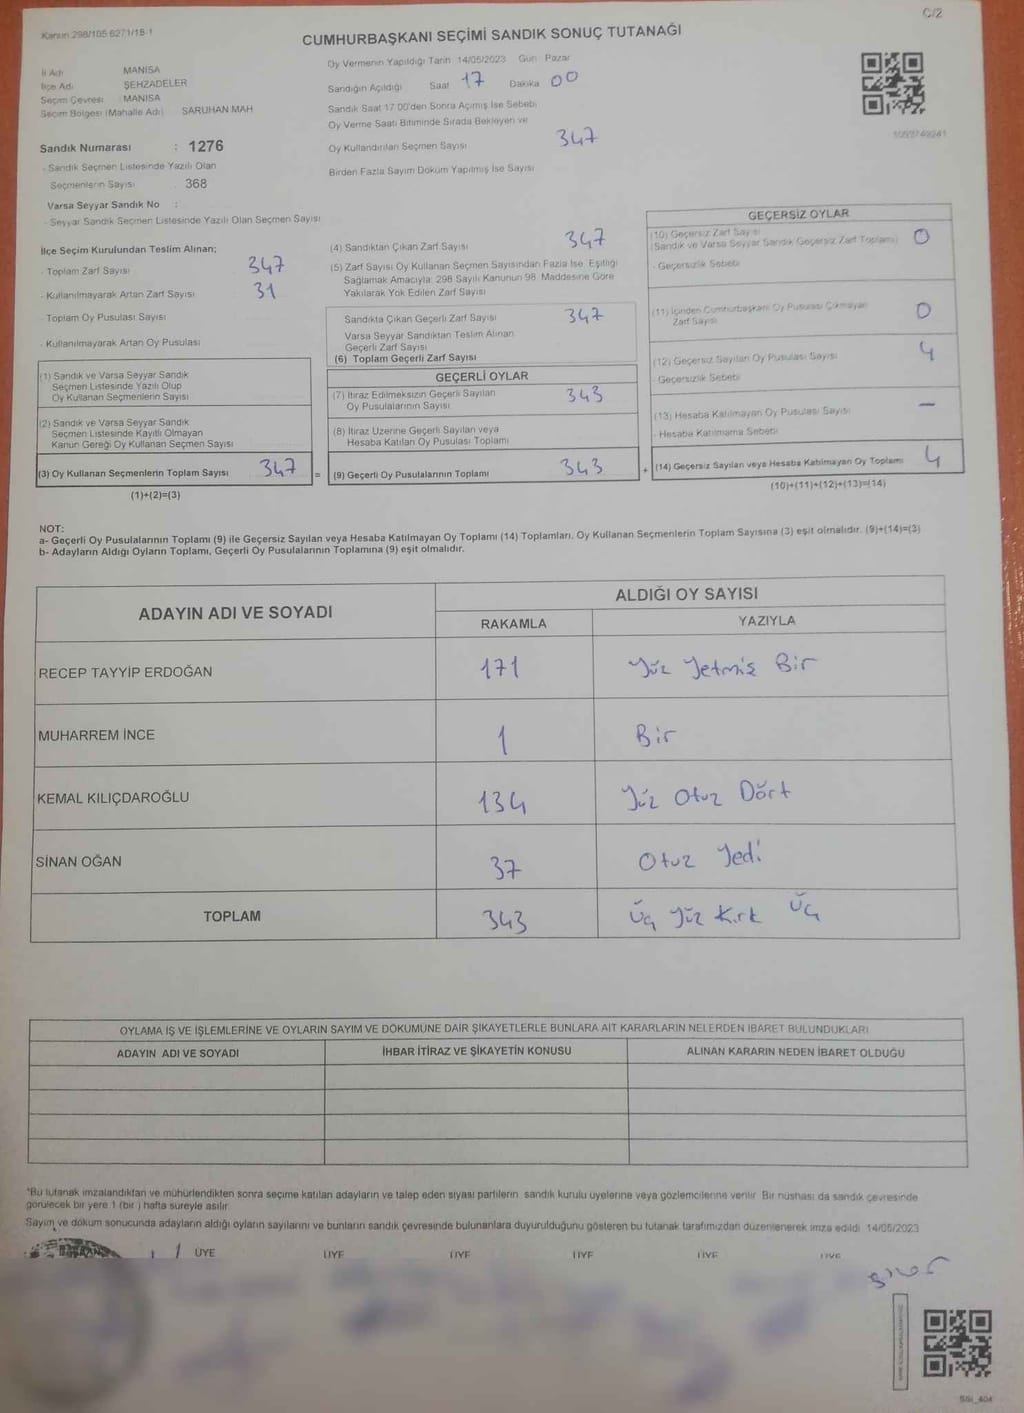 C/2
Kanun 298/105 6271/18-1
CUMHURBAŞKANI SEÇİMİ SANDIK SONUÇ TUTANAĞI
İl Adı MANİSA
İlçe Adı ŞEHZADELER
Seçim Çevresi : MANİSA
Seçim Bölgesi (Mahalle Adı) SARUHAN MAH
Sandık Numarası : 1276
- Sandık Seçmen Listesinde Yazılı Olan
Seçmenlerin Sayısı 368
Varsa Seyyar Sandık No :
- Seyyar Sandık Seçmen Listesinde Yazılı Olan Seçmen Sayısı
Oy Vermenin Yapıldığı Tarih 14/05/2023 Gün Pazar
Sandığın Açıldığı Saat 17 Dakika 00
Sandık Saat 17.00'den Sonra Açılmış İse Sebebi
Oy Verme Saati Bitiminde Sırada Bekleyen ve
Oy Kullandırılan Seçmen Sayısı 347
Birden Fazla Sayım Döküm Yapılmış İse Sayısı
İlçe Seçim Kurulundan Teslim Alınan;
- Toplam Zarf Sayısı 347
- Kullanılmayarak Artan Zarf Sayısı 31
- Toplam Oy Pusulası Sayısı
- Kullanılmayarak Artan Oy Pusulası
(1) Sandık ve Varsa Seyyar Sandık
Seçmen Listesinde Yazılı Olup
Oy Kullanan Seçmenlerin Sayısı
(2) Sandık ve Varsa Seyyar Sandık
Seçmen Listesinde Kayıtlı Olmayan
Kanun Gereği Oy Kullanan Seçmen Sayısı
(3) Oy Kullanan Seçmenlerin Toplam Sayısı 347 =
(1)+(2)=(3)
(4) Sandıktan Çıkan Zarf Sayısı 347
(5) Zarf Sayısı Oy Kullanan Seçmen Sayısından Fazla İse, Eşitliği
Sağlamak Amacıyla 298 Sayılı Kanunun 98. Maddesine Göre
Yakılarak Yok Edilen Zarf Sayısı
Sandıkta Çıkan Geçerli Zarf Sayısı 347
Varsa Seyyar Sandıktan Teslim Alınan
Geçerli Zarf Sayısı
(6) Toplam Geçerli Zarf Sayısı
GEÇERLİ OYLAR
(7) İtiraz Edilmeksizin Geçerli Sayılan
Oy Pusulalarının Sayısı 343
(8) İtiraz Üzerine Geçerli Sayılan veya
Hesaba Katılan Oy Pusulası Toplamı
(9) Geçerli Oy Pusulalarının Toplamı 343 +
GEÇERSİZ OYLAR
(10) Geçersiz Zarf Sayısı
(Sandık ve Varsa Seyyar Sandık Geçersiz Zarf Toplamı) 0
- Geçersizlik Sebebi
(11) İçinden Cumhurbaşkanı Oy Pusulası Çıkmayan
Zarf Sayısı 0
(12) Geçersiz Sayılan Oy Pusulası Sayısı 4
- Geçersizlik Sebebi
(13) Hesaba Katılmayan Oy Pusulası Sayısı –
- Hesaba Katılmama Sebebi
(14) Geçersiz Sayılan veya Hesaba Katılmayan Oy Toplamı 4
(10)+(11)+(12)+(13)=(14)
NOT:
a- Geçerli Oy Pusulalarının Toplamı (9) ile Geçersiz Sayılan veya Hesaba Katılmayan Oy Toplamı (14) Toplamları, Oy Kullanan Seçmenlerin Toplam Sayısına (3) eşit olmalıdır. (9)+(14)=(3)
b- Adayların Aldığı Oyların Toplamı, Geçerli Oy Pusulalarının Toplamına (9) eşit olmalıdır.
ADAYIN ADI VE SOYADI ALDIĞI OY SAYISI
RAKAMLA YAZIYLA
RECEP TAYYİP ERDOĞAN 171 Yüz Yetmiş Bir
MUHARREM İNCE 1 Bir
KEMAL KILIÇDAROĞLU 134 Yüz Otuz Dört
SİNAN OĞAN 37 Otuz Yedi
TOPLAM 343 Üç Yüz Kırk Üç
OYLAMA İŞ VE İŞLEMLERİNE VE OYLARIN SAYIM VE DÖKÜMÜNE DAİR ŞİKAYETLERLE BUNLARA AİT KARARLARIN NELERDEN İBARET BULUNDUKLARI
ADAYIN ADI VE SOYADI İHBAR İTİRAZ VE ŞİKAYETİN KONUSU ALINAN KARARIN NEDEN İBARET OLDUĞU
*Bu tutanak imzalandıktan ve mühürlendikten sonra seçime katılan adayların ve talep eden siyasi partilerin, sandık kurulu üyelerine veya gözlemcilerine verilir. Bir nüshası da sandık çevresinde
görülecek bir yere 1 (bir) hafta süreyle asılır.
Sayım ve döküm sonucunda adayların aldığı oyların sayılarını ve bunların sandık çevresinde bulunanlara duyurulduğunu gösteren bu tutanak tarafımızdan düzenlenerek imza edildi. 14/05/2023
ÜYE ÜYE ÜYE ÜYE ÜYE ÜYE